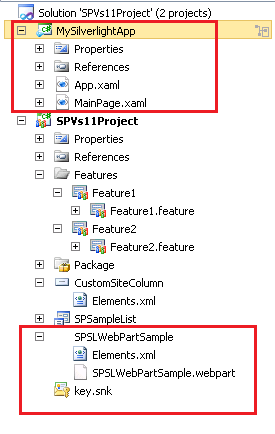 Solution 'SPVs11Project' (2 projects)
MySilverlightApp
Properties
References
App.xaml
MainPage.xaml
SPVs11Project
Properties
References
Features
Feature1
Feature1.feature
Feature2
Feature2.feature
Package
CustomSiteColumn
Elements.xml
SPSampleList
SPSLWebPartSample
Elements.xml
SPSLWebPartSample.webpart
key.snk